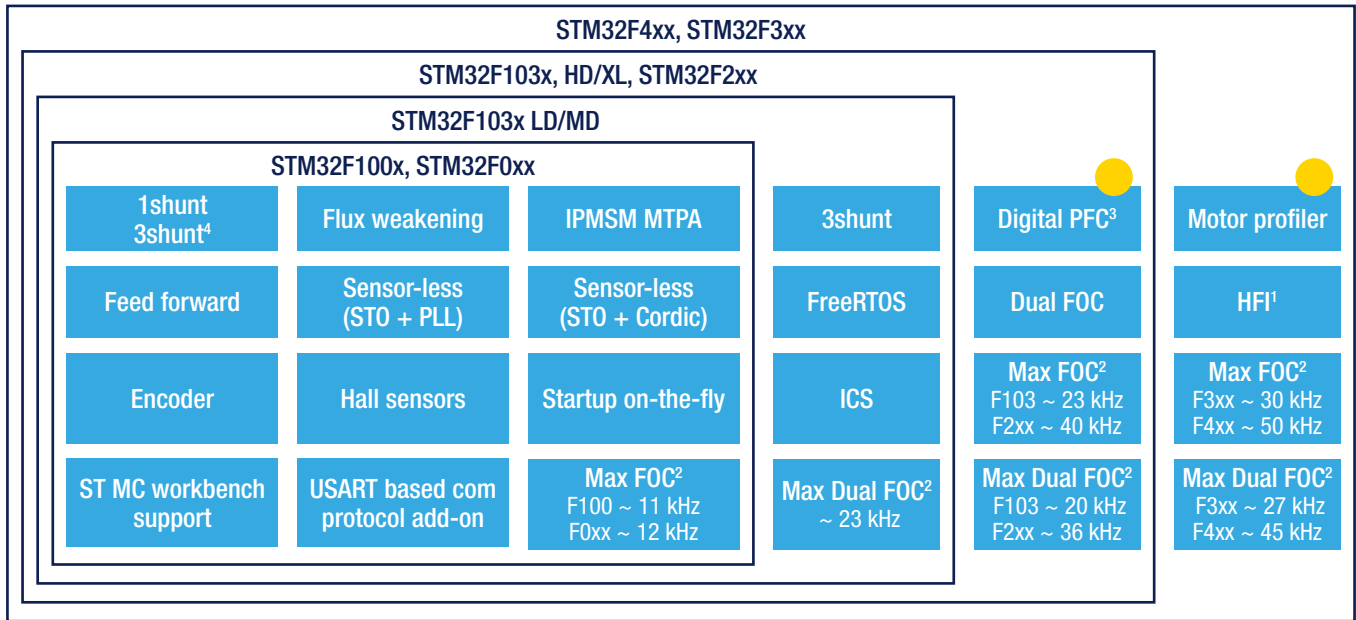 STM32F4xx, STM32F3xx
STM32F103x, HD/XL, STM32F2xx
STM32F103x LD/MD
STM32F100x, STM32F0xx
1shunt
3shunt⁴
Flux weakening
IPMSM MTPA
3shunt
Digital PFC³
Motor profiler
Feed forward
Sensor-less
(STO + PLL)
Sensor-less
(STO + Cordic)
FreeRTOS
Dual FOC
HFI¹
Encoder
Hall sensors
Startup on-the-fly
ICS
Max FOC²
F103 ~ 23 kHz
F2xx ~ 40 kHz
Max FOC²
F3xx ~ 30 kHz
F4xx ~ 50 kHz
ST MC workbench
support
USART based com
protocol add-on
Max FOC²
F100 ~ 11 kHz
F0xx ~ 12 kHz
Max Dual FOC²
~ 23 kHz
Max Dual FOC²
F103 ~ 20 kHz
F2xx ~ 36 kHz
Max Dual FOC²
F3xx ~ 27 kHz
F4xx ~ 45 kHz